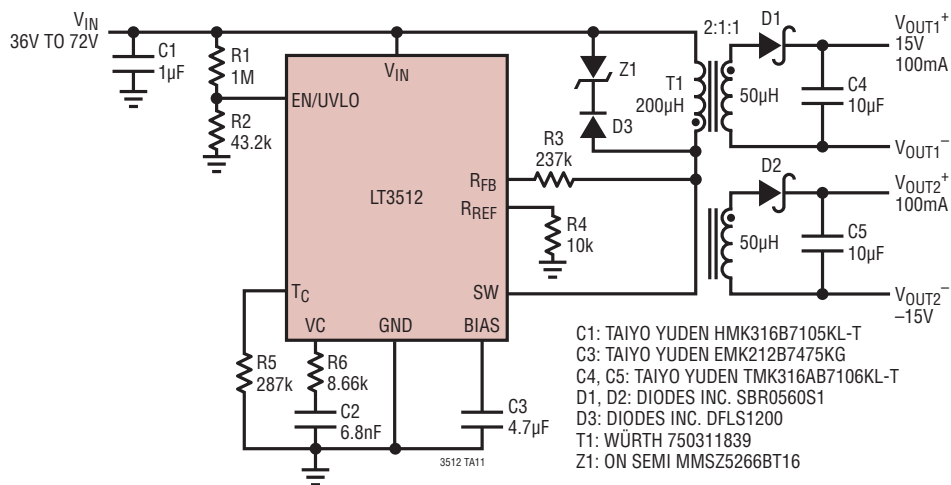 VIN
36V TO 72V
C1
1µF
R1
1M
R2
43.2k
VIN
EN/UVLO
LT3512
RFB
RREF
SW
TC
VC
GND
BIAS
R3
237k
R4
10k
R5
287k
R6
8.66k
C2
6.8nF
C3
4.7µF
3512 TA11
Z1
D3
T1
200µH
2:1:1
50µH
D1
C4
10µF
VOUT1+
15V
100mA
VOUT1–
D2
50µH
C5
10µF
VOUT2+
100mA
VOUT2–
–15V
C1: TAIYO YUDEN HMK316B7105KL-T
C3: TAIYO YUDEN EMK212B7475KG
C4, C5: TAIYO YUDEN TMK316AB7106KL-T
D1, D2: DIODES INC. SBR0560S1
D3: DIODES INC. DFLS1200
T1: WÜRTH 750311839
Z1: ON SEMI MMSZ5266BT16